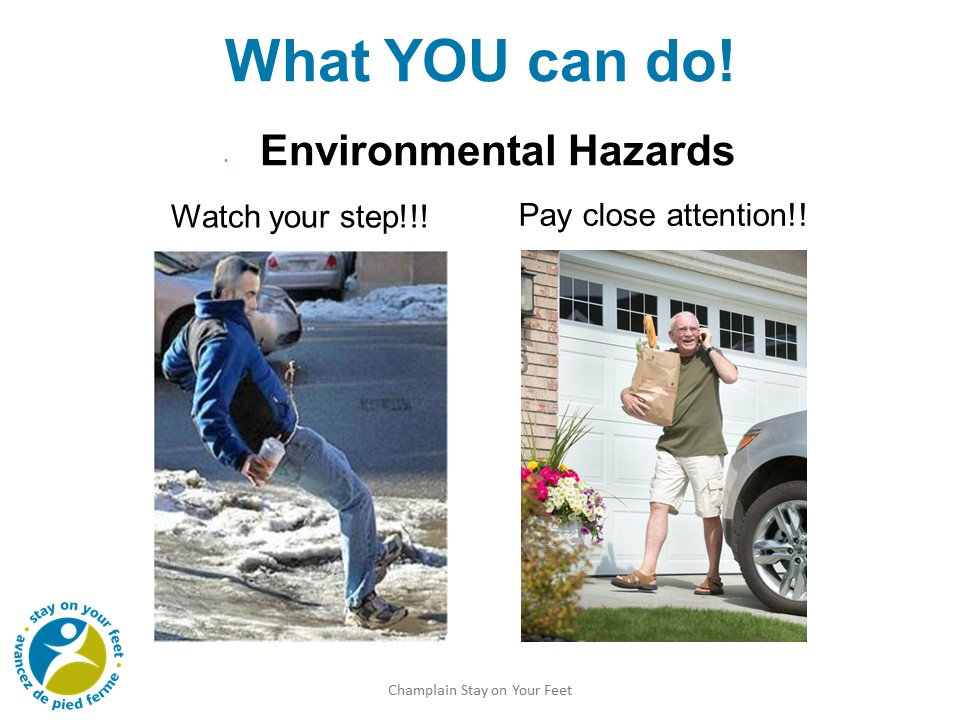 What YOU can do!
Environmental Hazards
Watch your step!!!
Pay close attention!!
stay on your feet
avancez de pied ferme
Champlain Stay on Your Feet